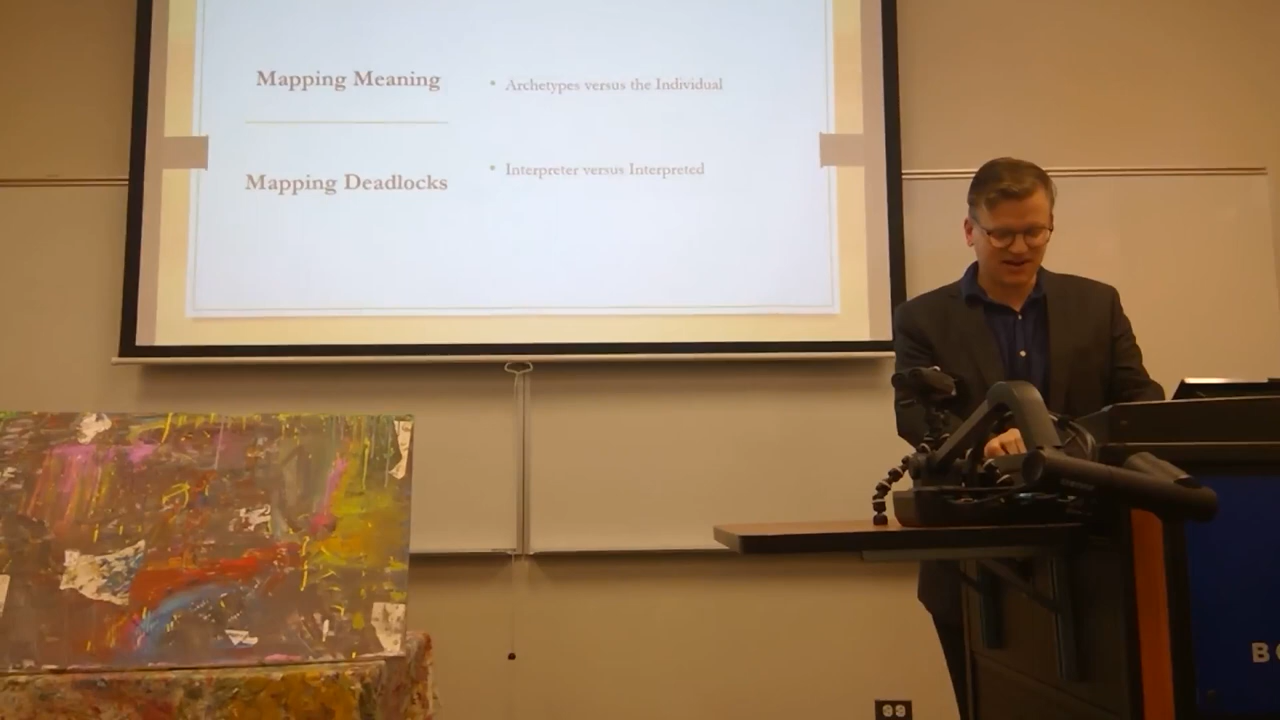 Mapping Meaning
• Archetypes versus the Individual
Mapping Deadlocks
• Interpreter versus Interpreted